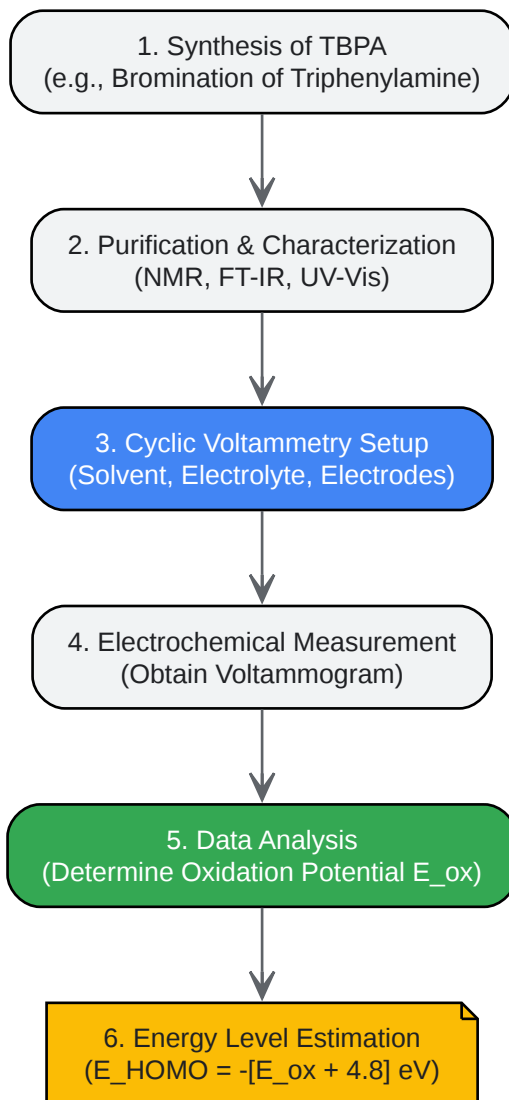 1. Synthesis of TBPA
(e.g., Bromination of Triphenylamine)
2. Purification & Characterization
(NMR, FT-IR, UV-Vis)
3. Cyclic Voltammetry Setup
(Solvent, Electrolyte, Electrodes)
4. Electrochemical Measurement
(Obtain Voltammogram)
5. Data Analysis
(Determine Oxidation Potential E_ox)
6. Energy Level Estimation
(E_HOMO = -[E_ox + 4.8] eV)